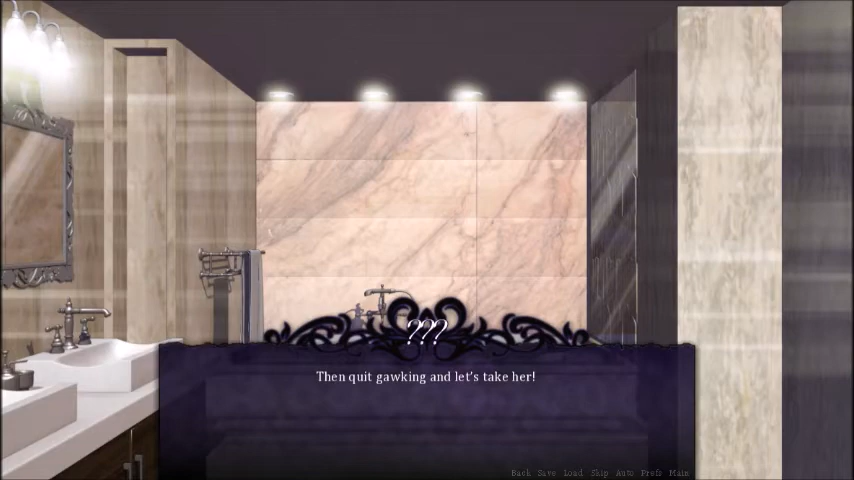 ???
Then quit gawking and let's take her!
Back Save Load Skip Auto Prefs Main